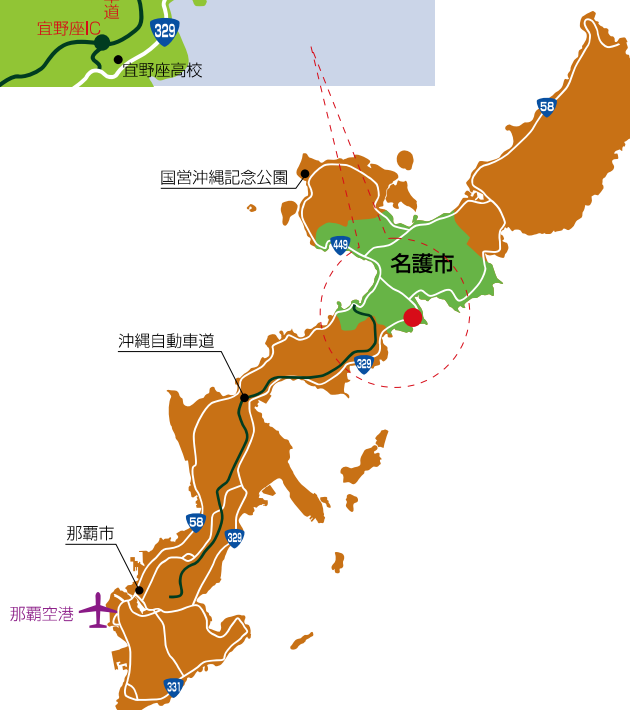 車道
宜野座IC
329
宜野座高校
58
国営沖縄記念公園
449
名護市
沖縄自動車道
329
58
那覇市
329
那覇空港
331